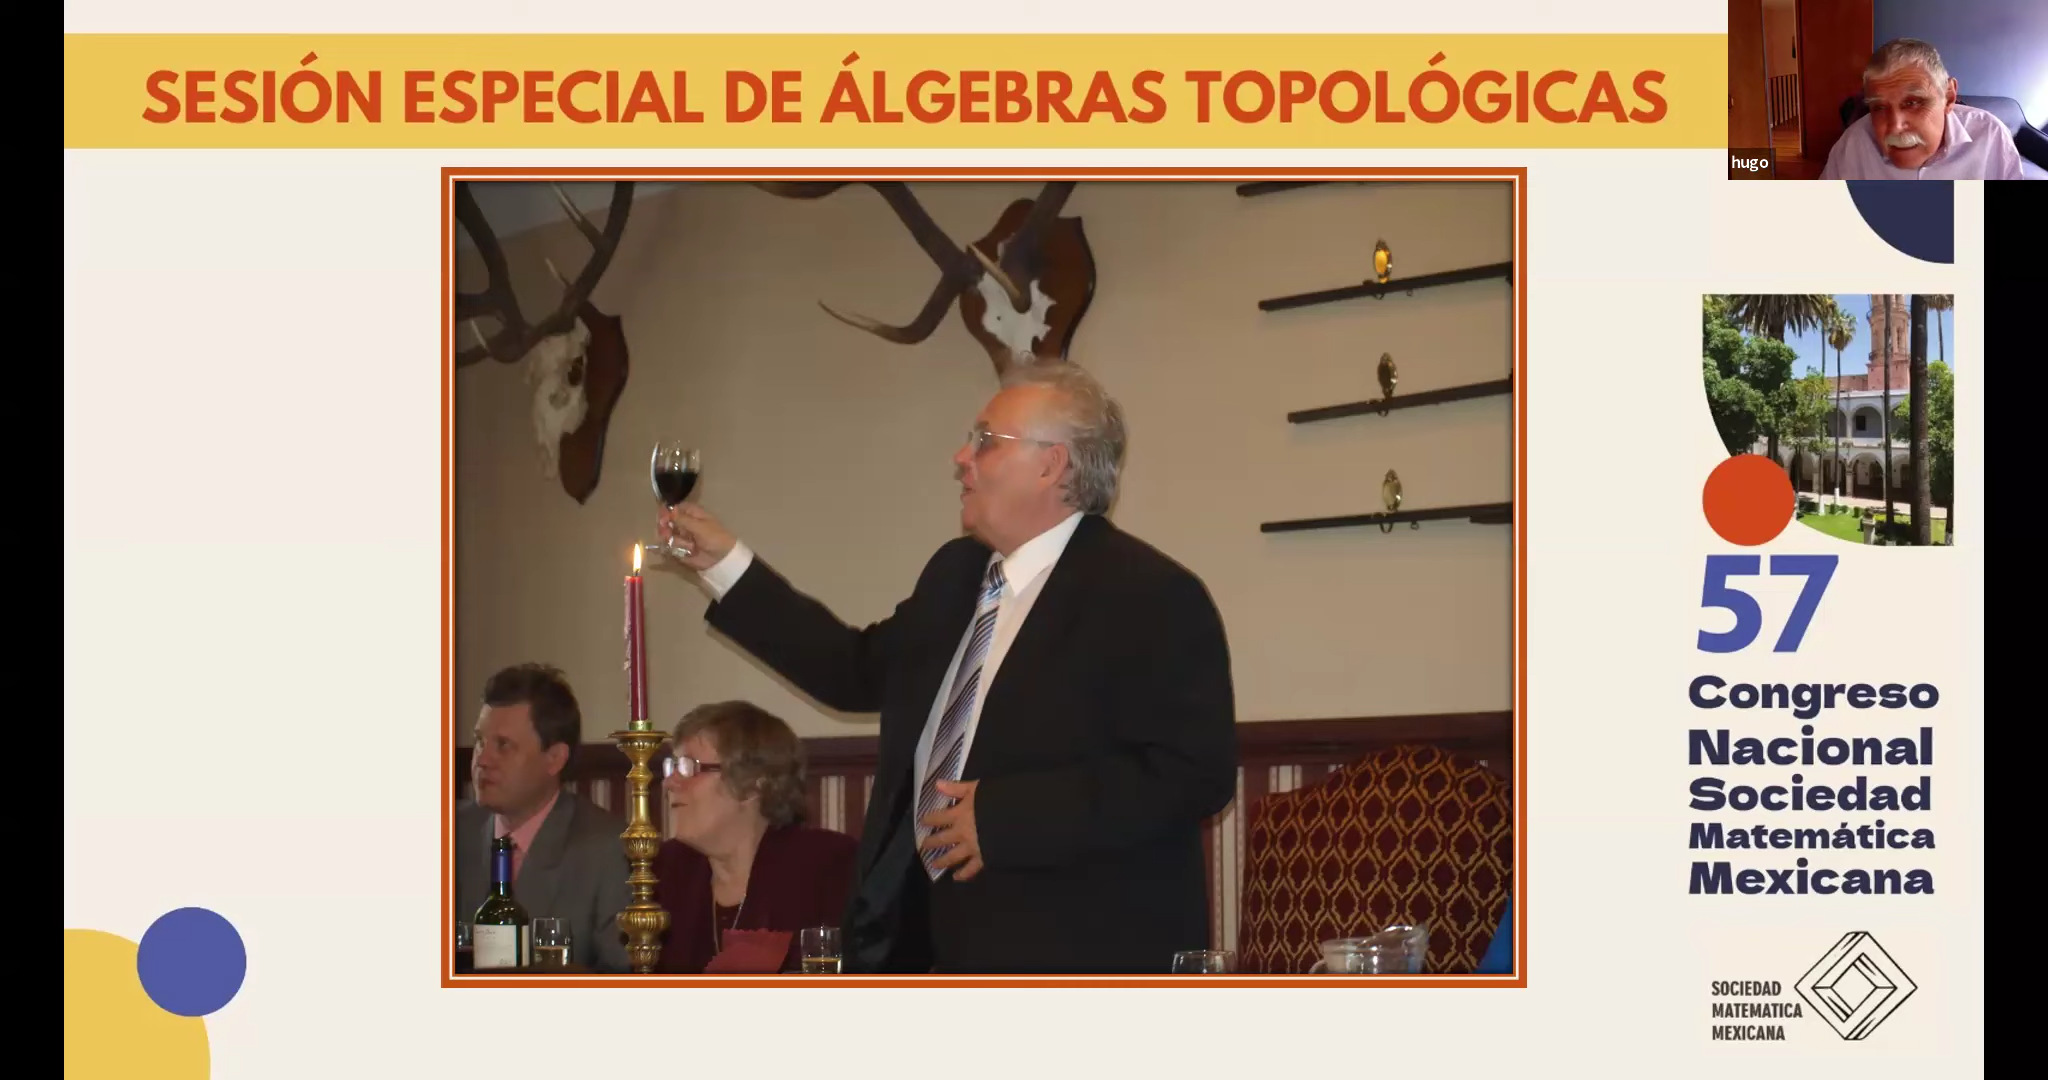 SESIÓN ESPECIAL DE ÁLGEBRAS TOPOLÓGICAS
hugo
57
Congreso
Nacional
Sociedad
Matemática
Mexicana
SOCIEDAD
MATEMATICA
MEXICANA